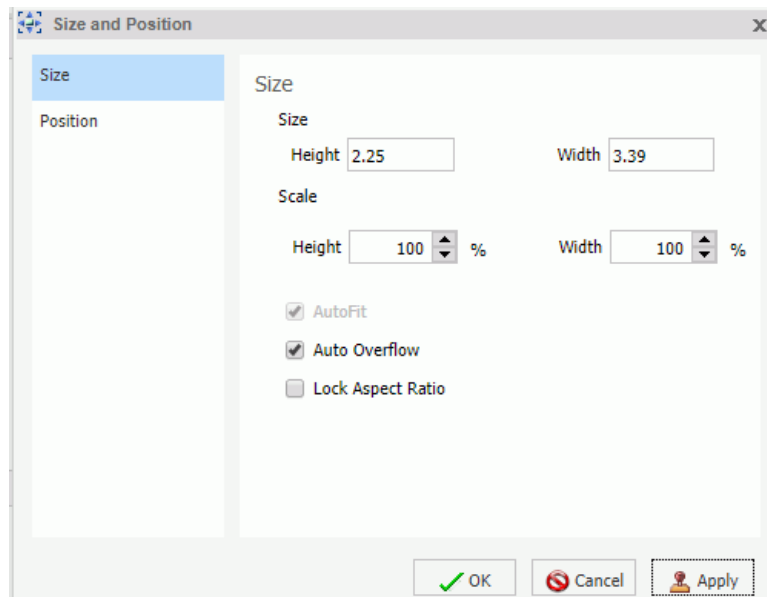 Size and Position x
Size
Position
Size
Size
Height 2.25 Width 3.39
Scale
Height 100 % Width 100 %
AutoFit
Auto Overflow
Lock Aspect Ratio
OK Cancel Apply